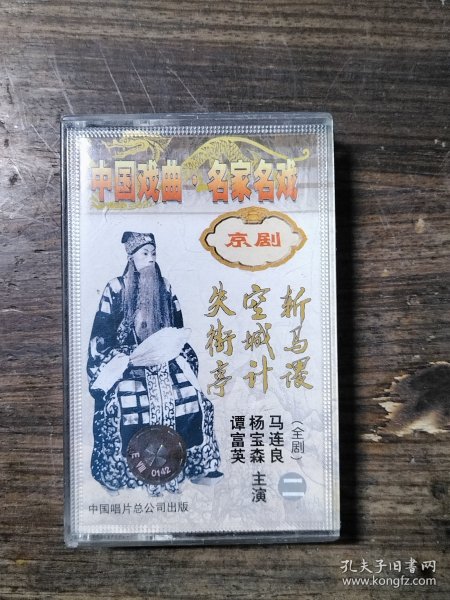 中国戏曲·名家名戏
京剧
失街亭
空城计
斩马谡
(全剧)
谭富英
杨宝森
马连良
主演
二
EⅢ 0142
中国唱片总公司出版
孔夫子旧书网
www.kongfz.com